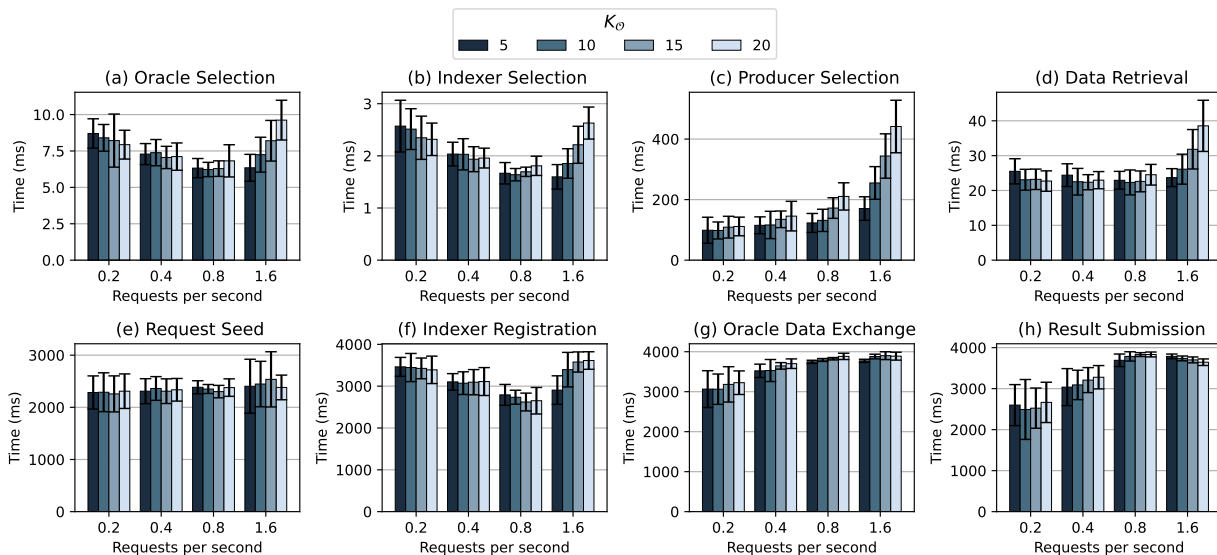 K𝒪
5 10 15 20
(a) Oracle Selection
Time (ms)
10.0
7.5
5.0
2.5
0.0
0.2 0.4 0.8 1.6
Requests per second
(b) Indexer Selection
Time (ms)
3
2
1
0
0.2 0.4 0.8 1.6
Requests per second
(c) Producer Selection
Time (ms)
400
200
0
0.2 0.4 0.8 1.6
Requests per second
(d) Data Retrieval
Time (ms)
40
30
20
10
0
0.2 0.4 0.8 1.6
Requests per second
(e) Request Seed
Time (ms)
3000
2000
1000
0
0.2 0.4 0.8 1.6
Requests per second
(f) Indexer Registration
Time (ms)
4000
3000
2000
1000
0
0.2 0.4 0.8 1.6
Requests per second
(g) Oracle Data Exchange
Time (ms)
4000
3000
2000
1000
0
0.2 0.4 0.8 1.6
Requests per second
(h) Result Submission
Time (ms)
4000
3000
2000
1000
0
0.2 0.4 0.8 1.6
Requests per second